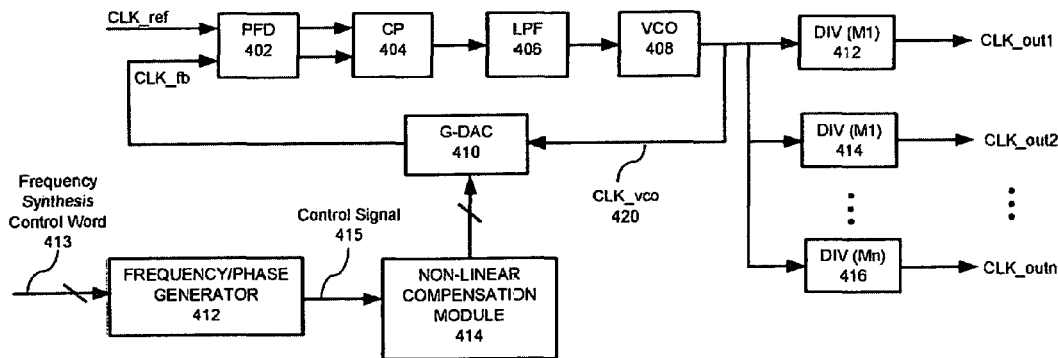 CLK_ref
PFD
402
CP
404
LPF
406
VCO
408
DIV (M1)
412
CLK_out1
CLK_fb
G-DAC
410
DIV (M1)
414
CLK_out2
CLK_vco
420
Frequency
Synthesis
Control Word
413
Control Signal
415
DIV (Mn)
416
CLK_outn
FREQUENCY/PHASE
GENERATOR
412
NON-LINEAR
COMPENSATION
MODULE
414